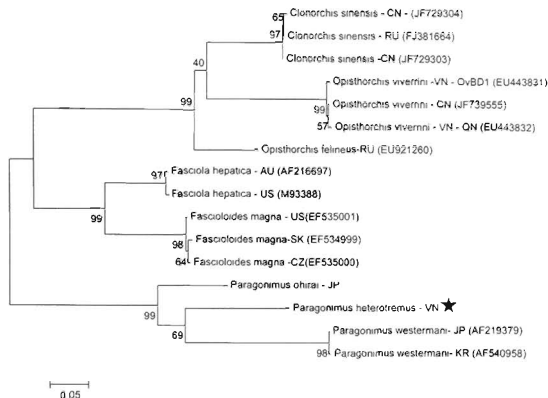 65
Clonorchis sinensis - CN - (JF729304)
97
Clonorchis sinensis - RU (FJ381664)
Clonorchis sinensis -CN (JF729303)
40
Opisthorchis viverrini -VN - OvBD1 (EU443831)
99
99
Opisthorchis viverrini - CN (JF739555)
57
Opisthorchis viverrini - VN - QN (EU443832)
Opisthorchis felineus-RU (EU921260)
97
Fasciola hepatica - AU (AF216697)
Fasciola hepatica - US (M93388)
99
Fascioloides magna - US(EF535001)
98
Fascioloides magna-SK (EF534999)
64
Fascioloides magna -CZ(EF535000)
Paragonimus ohirai - JP
99
Paragonimus heterotremus - VN ★
69
Paragonimus westermani- JP (AF219379)
98
Paragonimus westermani- KR (AF540958)
0.05